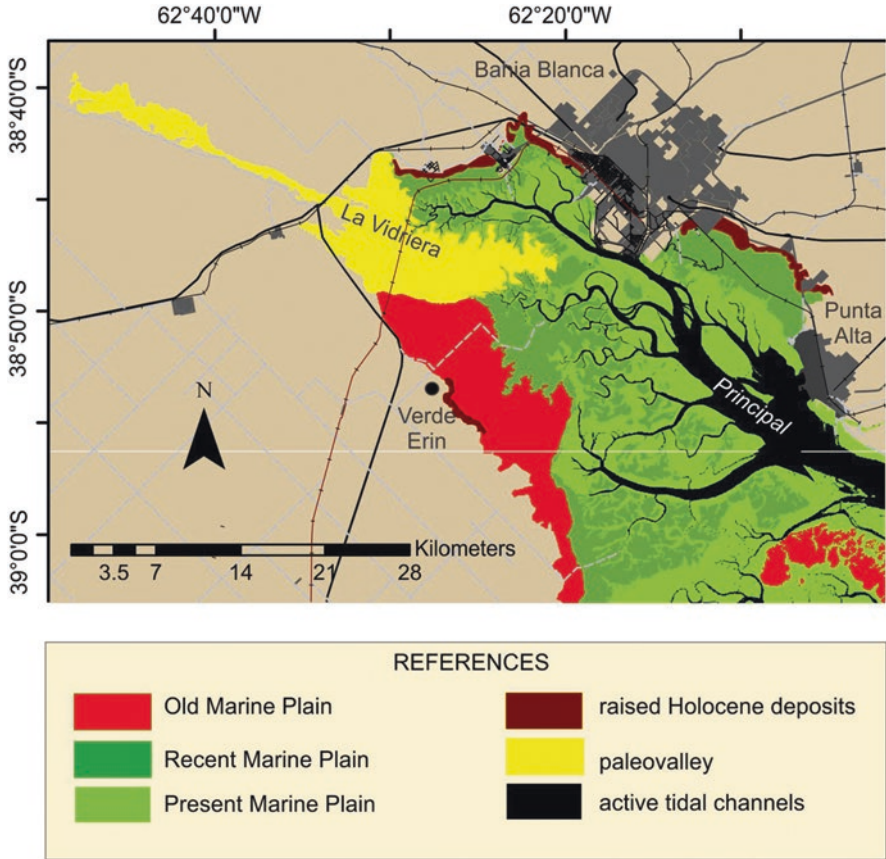 62°40'0"W
62°20'0"W
38°40'0"S
38°50'0"S
39°0'0"S
Bahia Blanca
La Vidriera
Punta
Alta
Principal
N
Verde
Erin
Kilometers
3.5 7 14 21 28
REFERENCES
Old Marine Plain
Recent Marine Plain
Present Marine Plain
raised Holocene deposits
paleovalley
active tidal channels